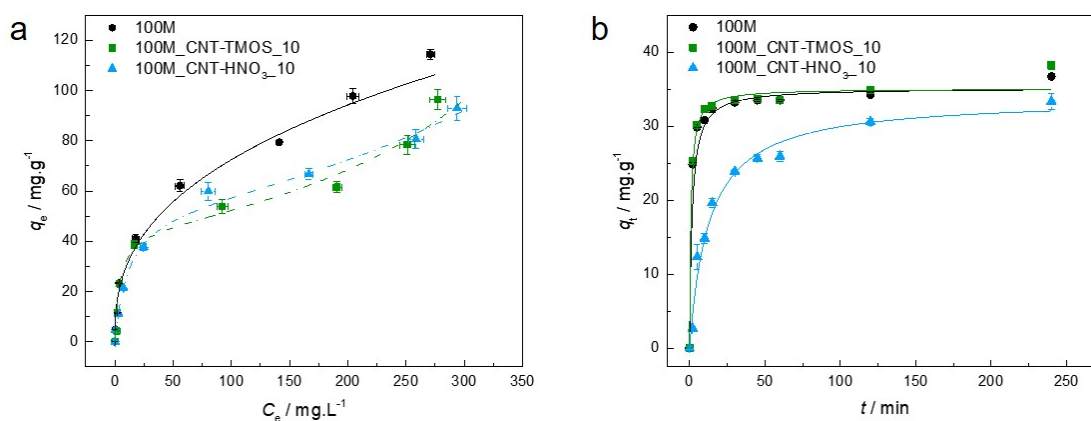 a
100M
100M_CNT-TMOS_10
100M_CNT-HNO₃_10
120
100
80
60
40
20
0
qₑ / mg.g⁻¹
0 50 100 150 200 250 300 350
Cₑ / mg.L⁻¹
b
100M
100M_CNT-TMOS_10
100M_CNT-HNO₃_10
40
30
20
10
0
qₜ / mg.g⁻¹
0 50 100 150 200 250
t / min